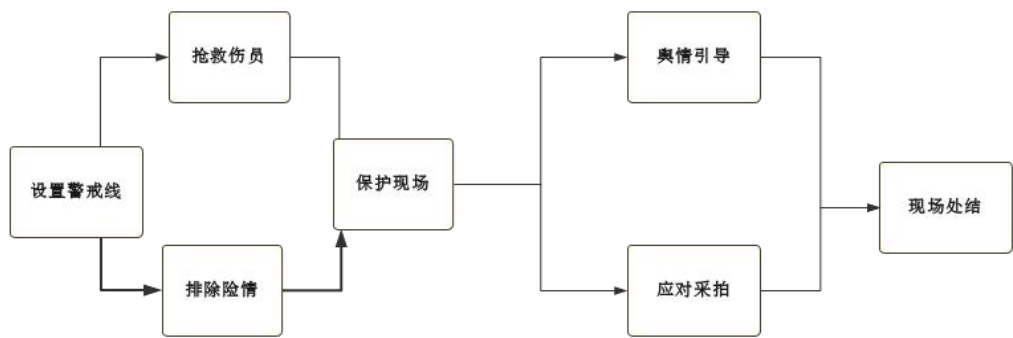 抢救伤员
舆情引导
设置警戒线
保护现场
现场处结
排除险情
应对采拍